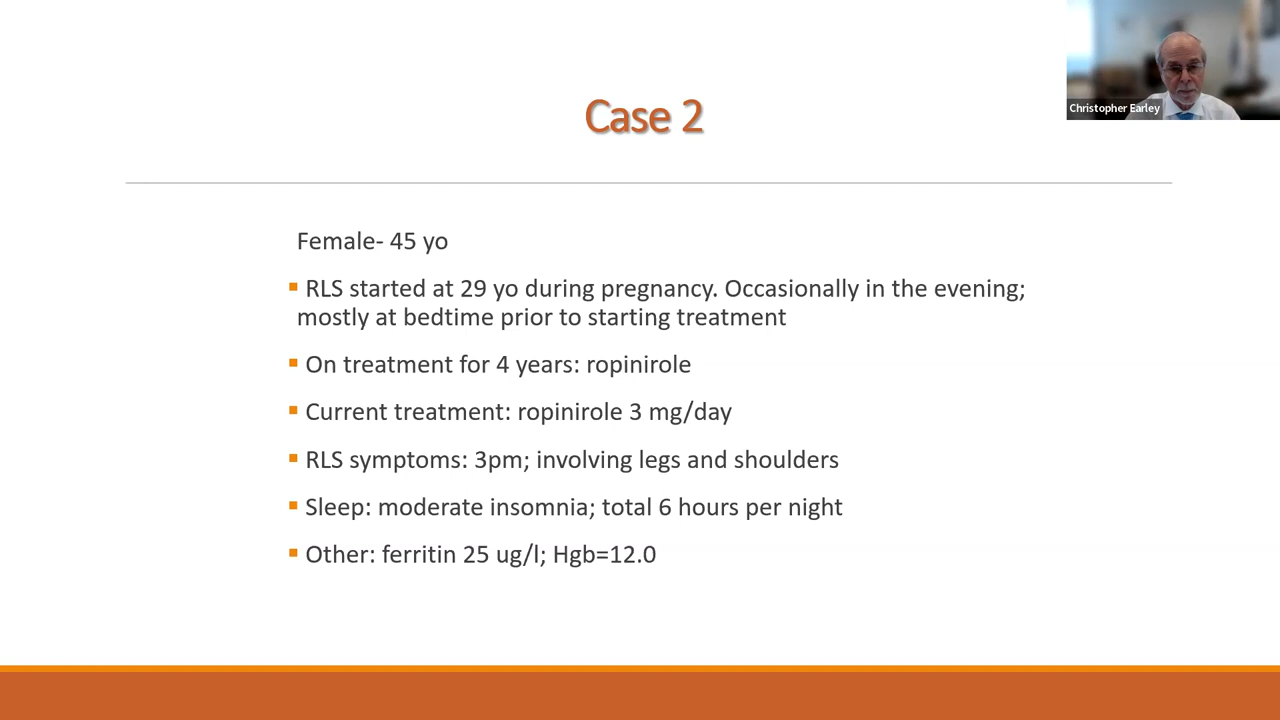 Christopher Earley
Case 2
Female- 45 yo
▪ RLS started at 29 yo during pregnancy. Occasionally in the evening;
mostly at bedtime prior to starting treatment
▪ On treatment for 4 years: ropinirole
▪ Current treatment: ropinirole 3 mg/day
▪ RLS symptoms: 3pm; involving legs and shoulders
▪ Sleep: moderate insomnia; total 6 hours per night
▪ Other: ferritin 25 ug/l; Hgb=12.0